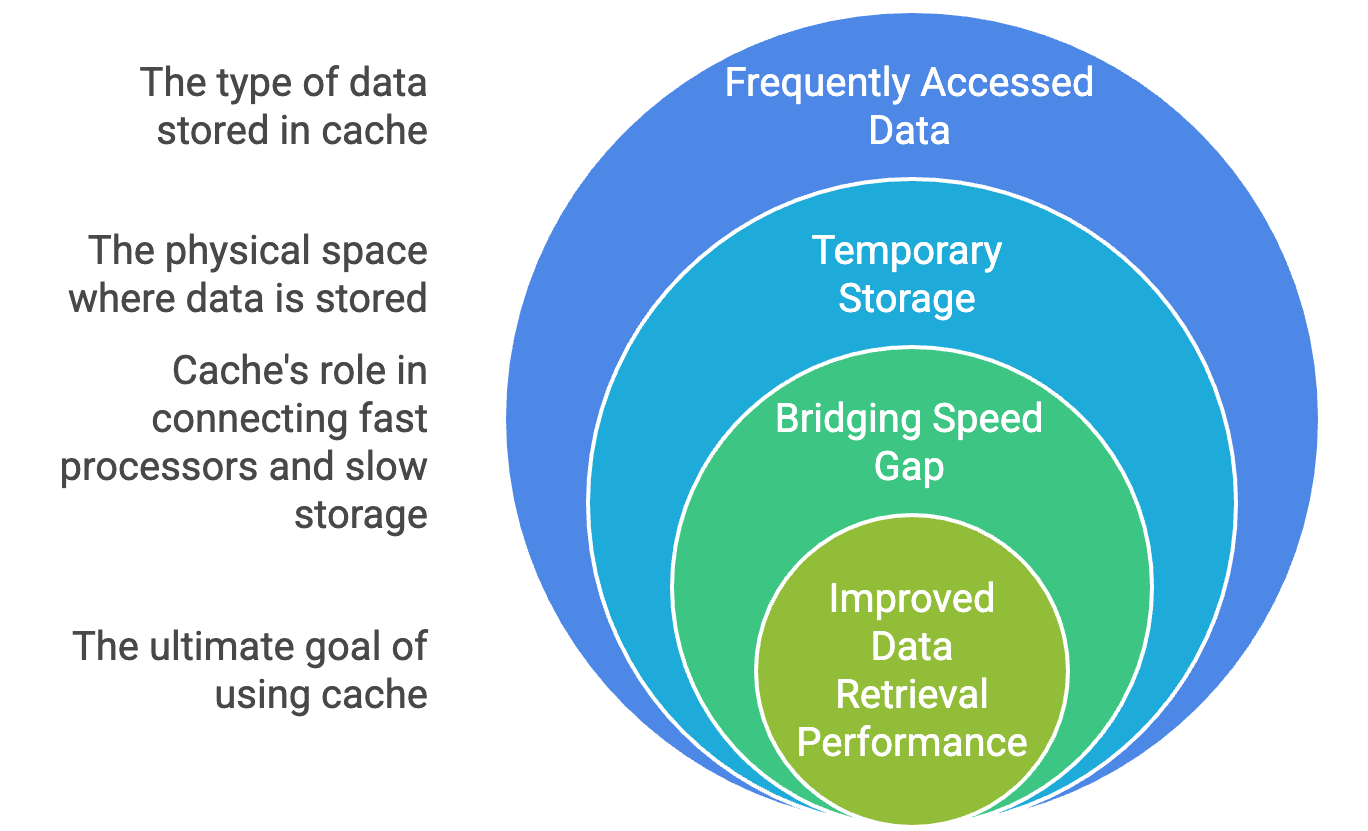 The type of data
stored in cache
Frequently Accessed
Data
The physical space
where data is stored
Temporary
Storage
Cache's role in
connecting fast
processors and slow
storage
Bridging Speed
Gap
The ultimate goal of
using cache
Improved
Data
Retrieval
Performance